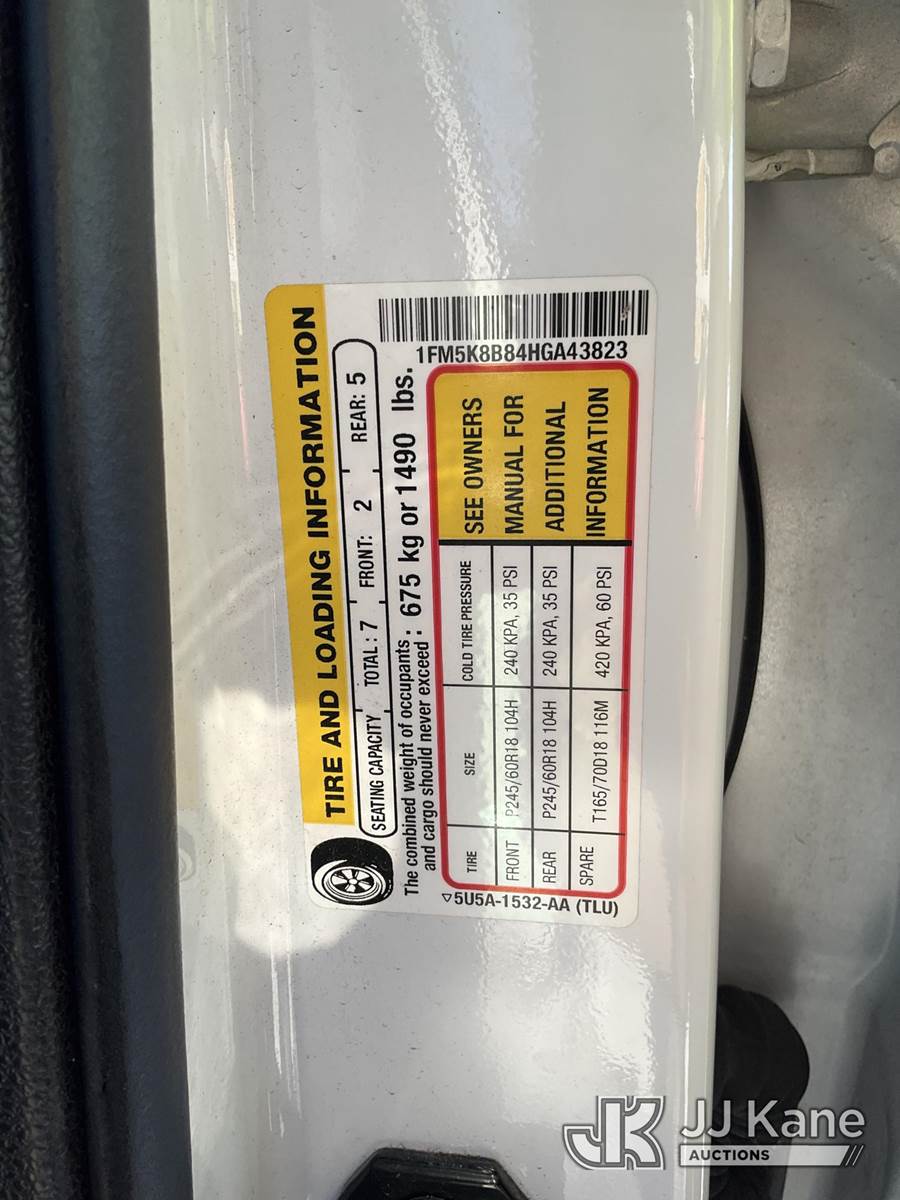 TIRE AND LOADING INFORMATION
SEATING CAPACITY TOTAL : 7 FRONT: 2 REAR: 5
The combined weight of occupants : 675 kg or 1490 lbs.
and cargo should never exceed :
1FM5K8B84HGA43823
TIRE SIZE COLD TIRE PRESSURE SEE OWNERS
FRONT P245/60R18 104H 240 KPA, 35 PSI MANUAL FOR
REAR P245/60R18 104H 240 KPA, 35 PSI ADDITIONAL
SPARE T165/70D18 116M 420 KPA, 60 PSI INFORMATION
▽5U5A-1532-AA (TLU)
JK JJ Kane
AUCTIONS